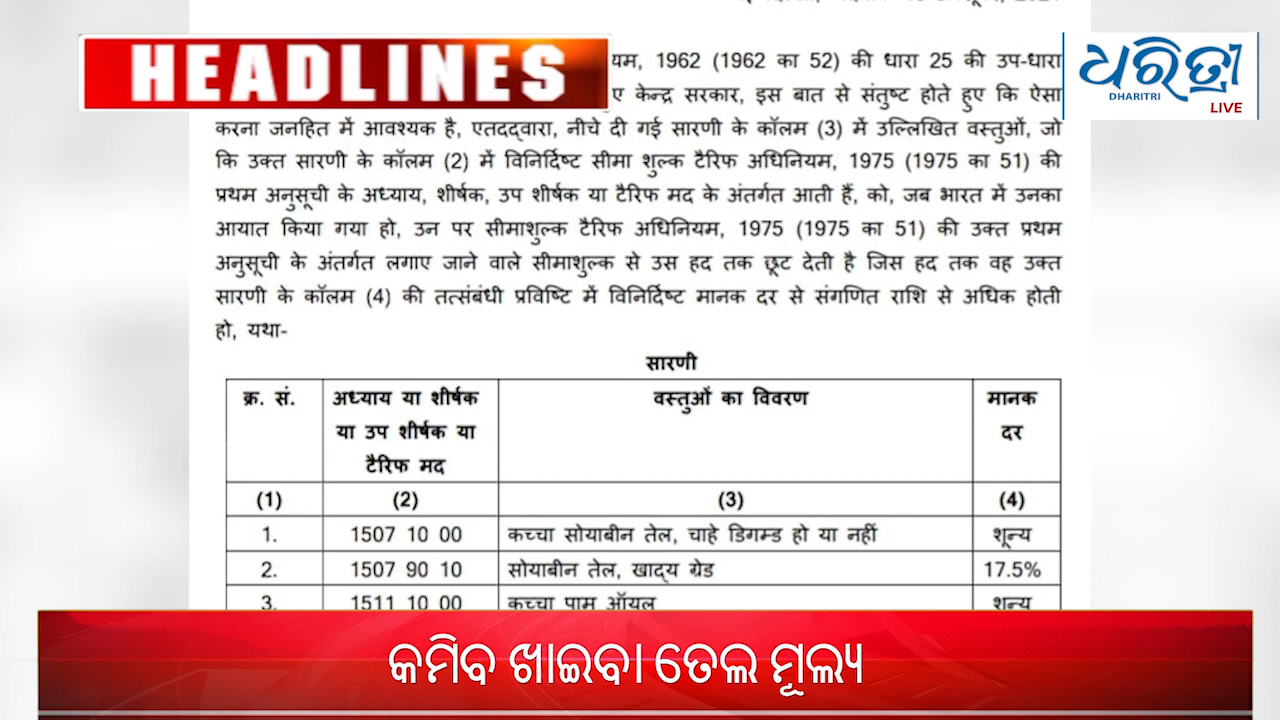 HEADLINES
ଧରିତ୍ରୀ
DHARITRI
LIVE
1962 (1962 का 52) की धारा 25 की उप-धारा
केन्द्र सरकार, इस बात से संतुष्ट होते हुए कि ऐसा
करना जनहित में आवश्यक है, एतदद्वारा, नीचे दी गई सारणी के कॉलम (3) में उल्लिखित वस्तुओं, जो
कि उक्त सारणी के कॉलम (2) में विनिर्दिष्ट सीमा शुल्क टैरिफ अधिनियम, 1975 (1975 का 51) की
प्रथम अनुसूची के अध्याय, शीर्षक, उप शीर्षक या टैरिफ मद के अंतर्गत आती हैं, को, जब भारत में उनका
आयात किया गया हो, उन पर सीमाशुल्क टैरिफ अधिनियम, 1975 (1975 का 51) की उक्त प्रथम
अनुसूची के अंतर्गत लगाए जाने वाले सीमाशुल्क से उस हद तक छूट देती है जिस हद तक वह उक्त
सारणी के कॉलम (4) की तत्संबंधी प्रविष्टि में विनिर्दिष्ट मानक दर से संगणित राशि से अधिक होती
हो, यथा-
सारणी
क्र. सं. अध्याय या शीर्षक वस्तुओं का विवरण मानक
या उप शीर्षक या दर
टैरिफ मद
(1) (2) (3) (4)
1. 1507 10 00 कच्चा सोयाबीन तेल, चाहे डिगम्ड हो या नहीं शून्य
2. 1507 90 10 सोयाबीन तेल, खाद्य ग्रेड 17.5%
3. 1511 10 00 कच्चा पाम ऑयल शून्य
କମିବ ଖାଇବା ତେଲ ମୂଲ୍ୟ